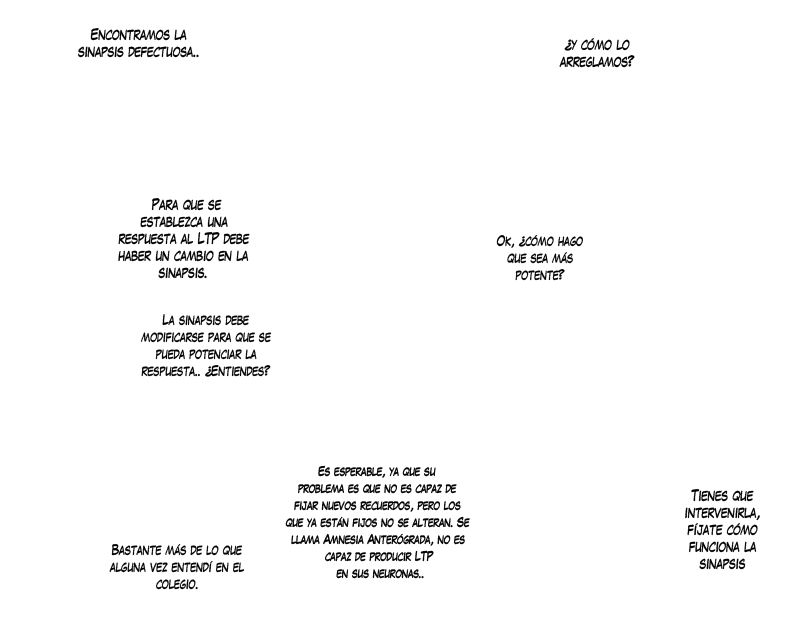 Encontramos la
sinapsis defectuosa..
¿y cómo lo
arreglamos?
Para que se
establezca una
respuesta al LTP debe
haber un cambio en la
sinapsis.
Ok, ¿cómo hago
que sea más
potente?
La sinapsis debe
modificarse para que se
pueda potenciar la
respuesta.. ¿Entiendes?
Es esperable, ya que su
problema es que no es capaz de
fijar nuevos recuerdos, pero los
que ya están fijos no se alteran. Se
llama Amnesia Anterógrada, no es
capaz de producir LTP
en sus neuronas..
Tienes que
intervenirla,
fíjate cómo
funciona la
sinapsis
Bastante más de lo que
alguna vez entendí en el
colegio.